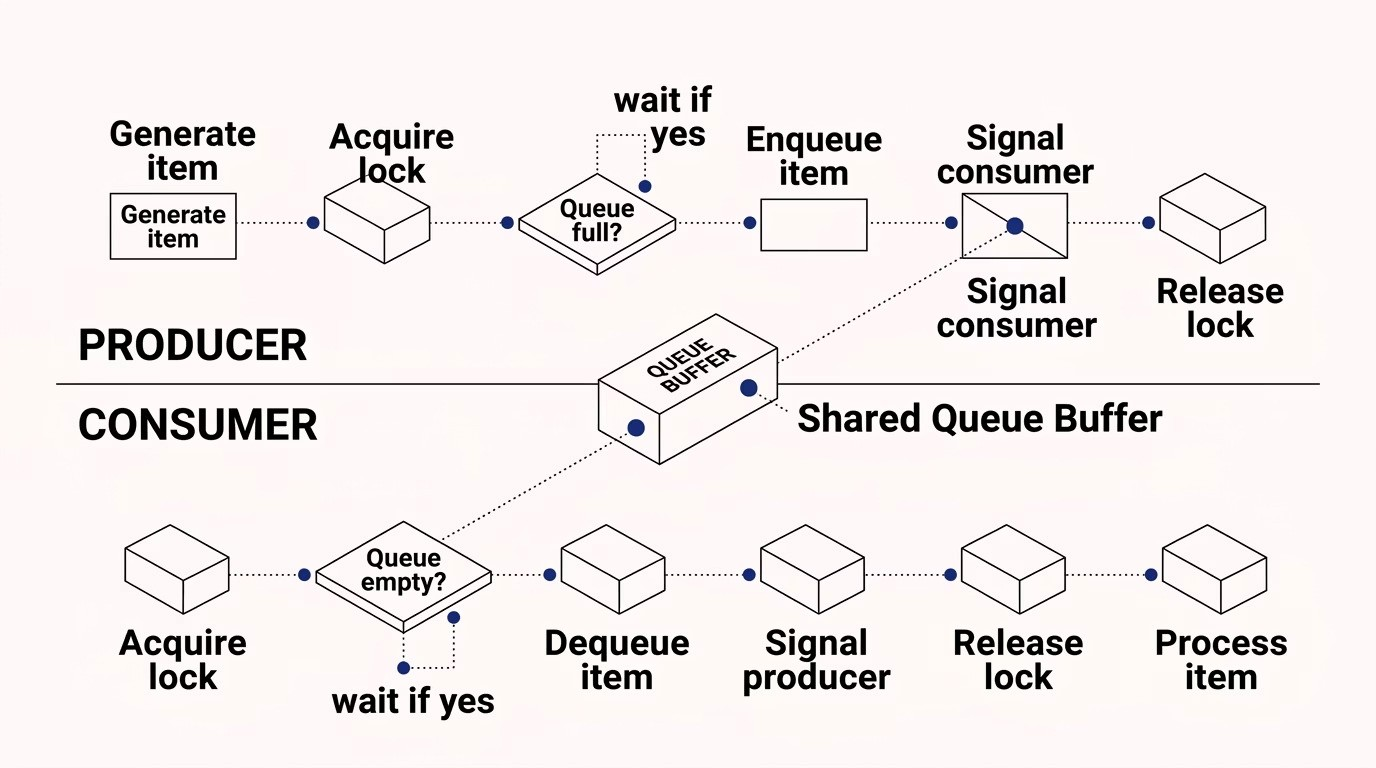 wait if
yes
Generate
item
Acquire
lock
Enqueue
item
Signal
consumer
Generate
item
Queue
full?
Signal
consumer
Release
lock
PRODUCER
QUEUE
BUFFER
CONSUMER
Shared Queue Buffer
Queue
empty?
Acquire
lock
wait if yes
Dequeue
item
Signal
producer
Release
lock
Process
item